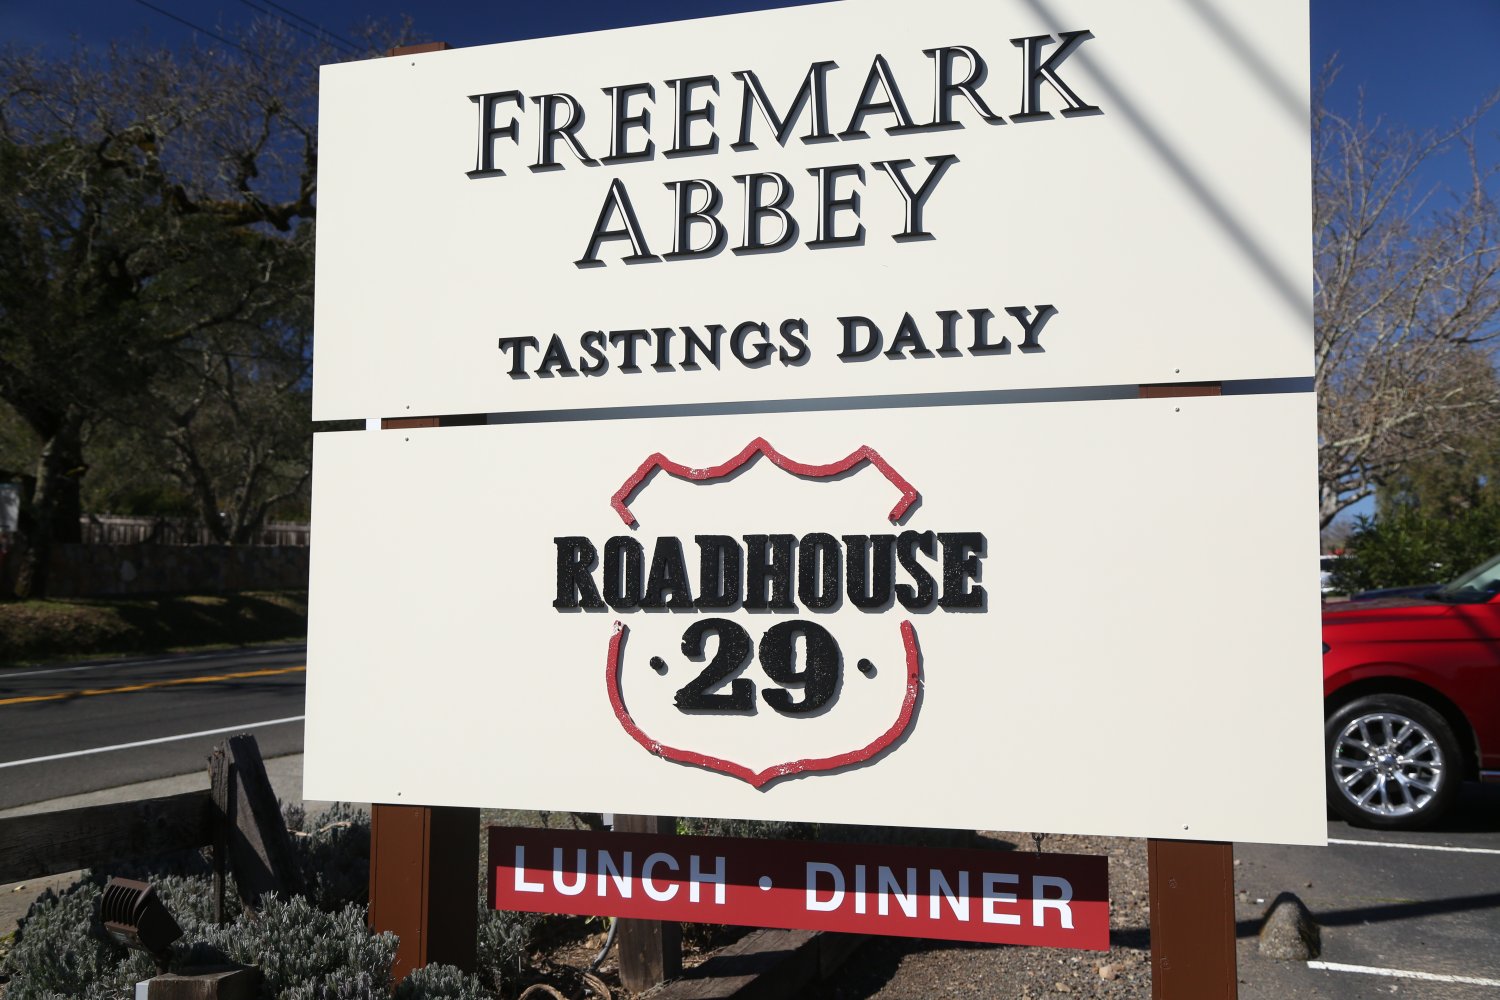 FREEMARK
ABBEY
TASTINGS DAILY
ROADHOUSE
· 29 ·
LUNCH · DINNER